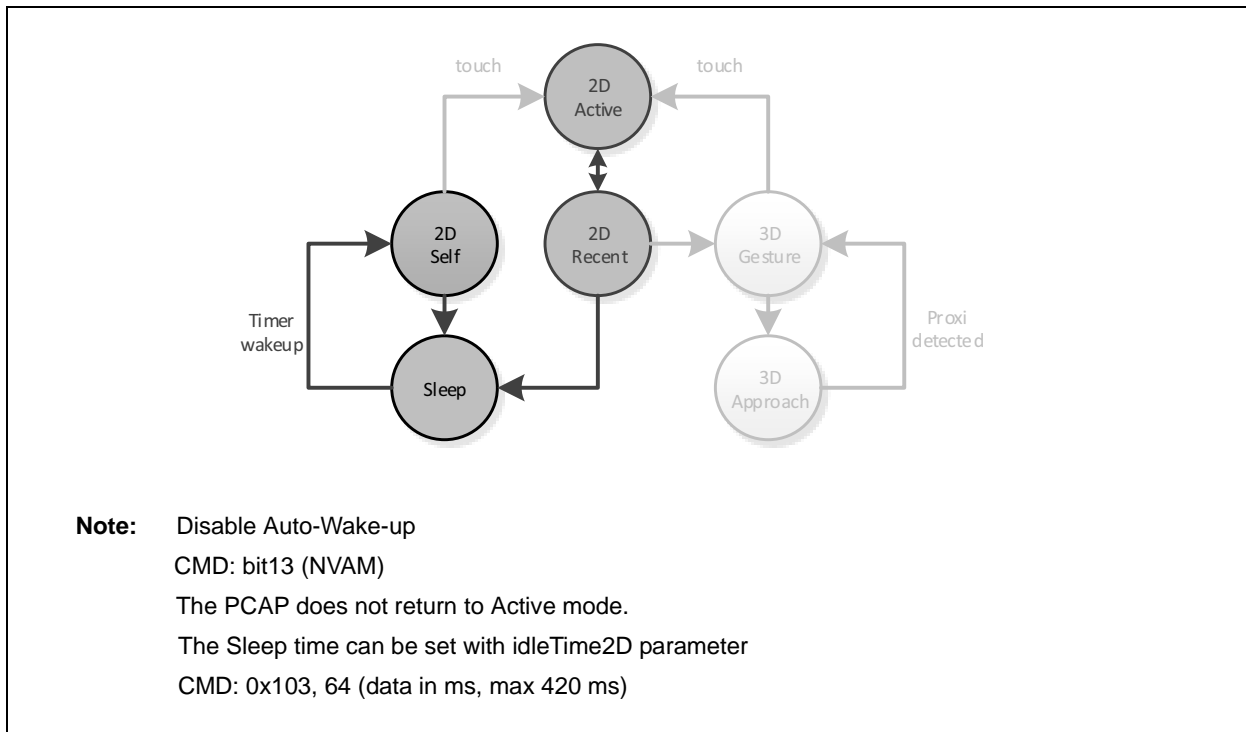 touch
touch
2D
Active
2D
Self
2D
Recent
3D
Gesture
Timer
wakeup
Proxi
detected
Sleep
3D
Approach
Note: Disable Auto-Wake-up
CMD: bit13 (NVAM)
The PCAP does not return to Active mode.
The Sleep time can be set with idleTime2D parameter
CMD: 0x103, 64 (data in ms, max 420 ms)